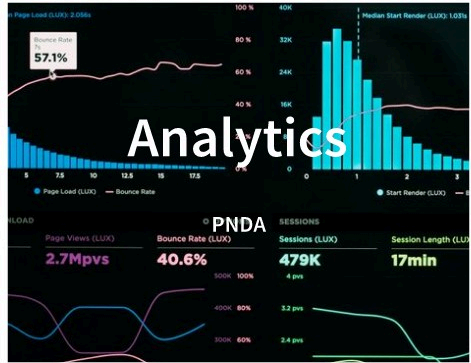 n Page Load (LUX): 2.056s
100 %
40K
Median Start Render (LUX): 1.031s
Bounce Rate
7s
57.1%
80 %
32K
60 %
24K
40 %
16K
Analytics
8K
0 %
0
5 7.5 10 12.5 15 17.5
0 1 2 3
Page Load (LUX) Bounce Rate
Start Render (LUX)
PNDA
NLOAD
SESSIONS
Page Views (LUX)
Bounce Rate (LUX)
Sessions (LUX)
Session Length (LU
2.7Mpvs
40.6%
479K
17min
500K 100%
4 pvs
400K 80%
3.2 pvs
300K 60%
2.4 pvs